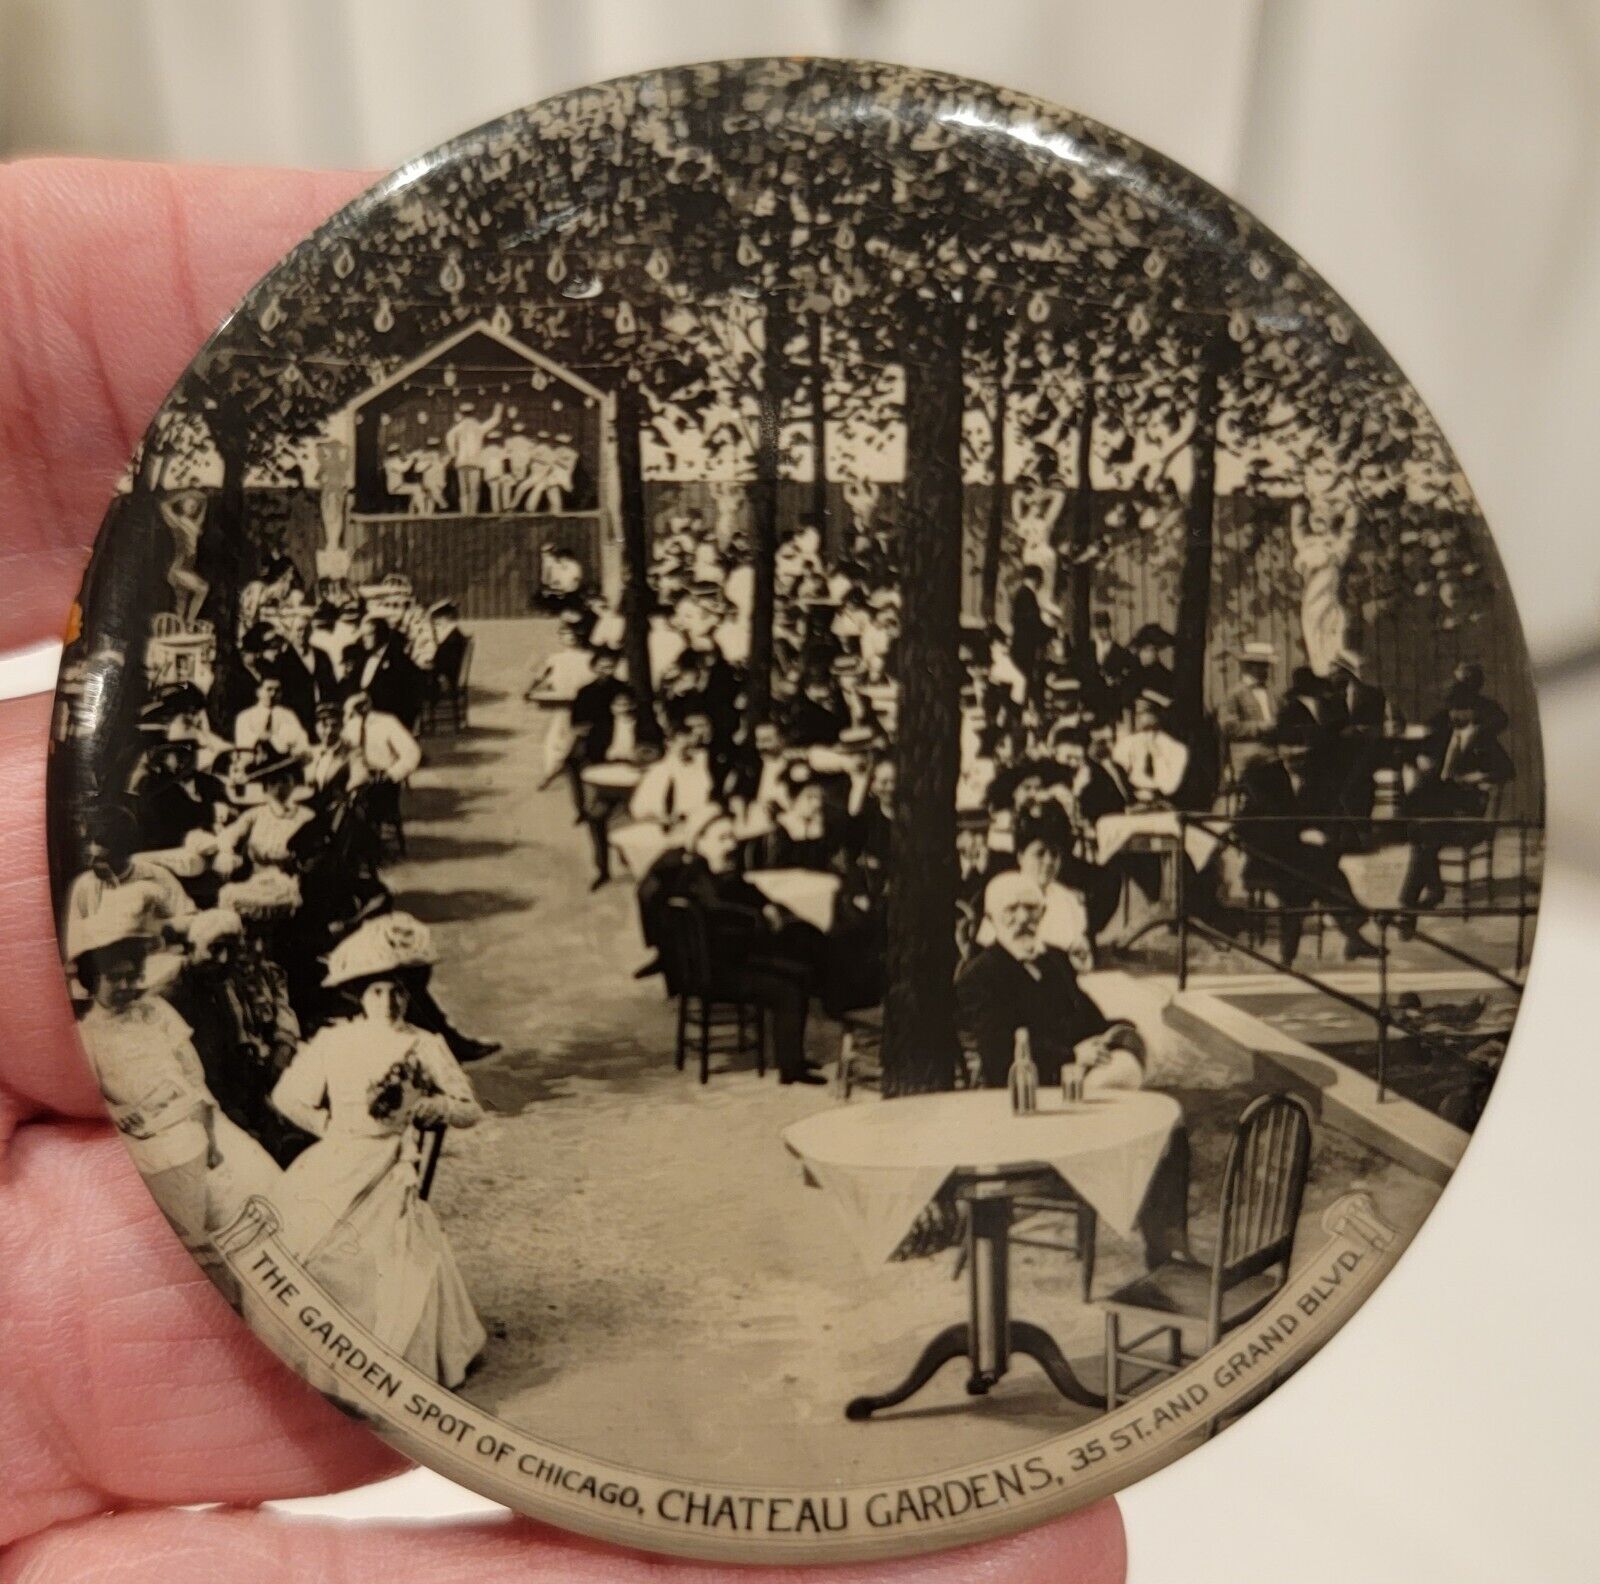 THE GARDEN SPOT OF CHICAGO, CHATEAU GARDENS, 35 ST. AND GRAND BLVD.